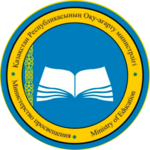 Қазақстан Республикасының Оқу-ағарту министрлігі
Министерство просвещения
Ministry of Education